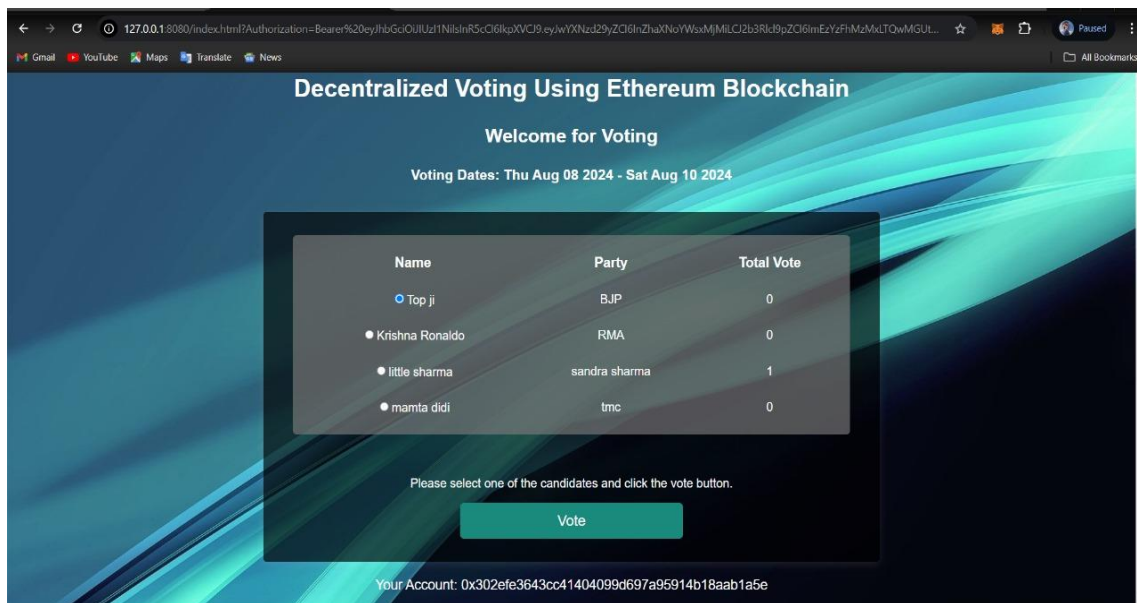 127.0.0.1:8080/index.html?Authorization=Bearer%20
Paused
Gmail YouTube Maps Translate News All Bookmarks
Decentralized Voting Using Ethereum Blockchain
Welcome for Voting
Voting Dates: Thu Aug 08 2024 - Sat Aug 10 2024
Name Party Total Vote
Top ji BJP 0
Krishna Ronaldo RMA 0
little sharma sandra sharma 1
mamta didi tmc 0
Please select one of the candidates and click the vote button.
Vote
Your Account: 0x302efe3643cc41404099d697a95914b18aab1a5e